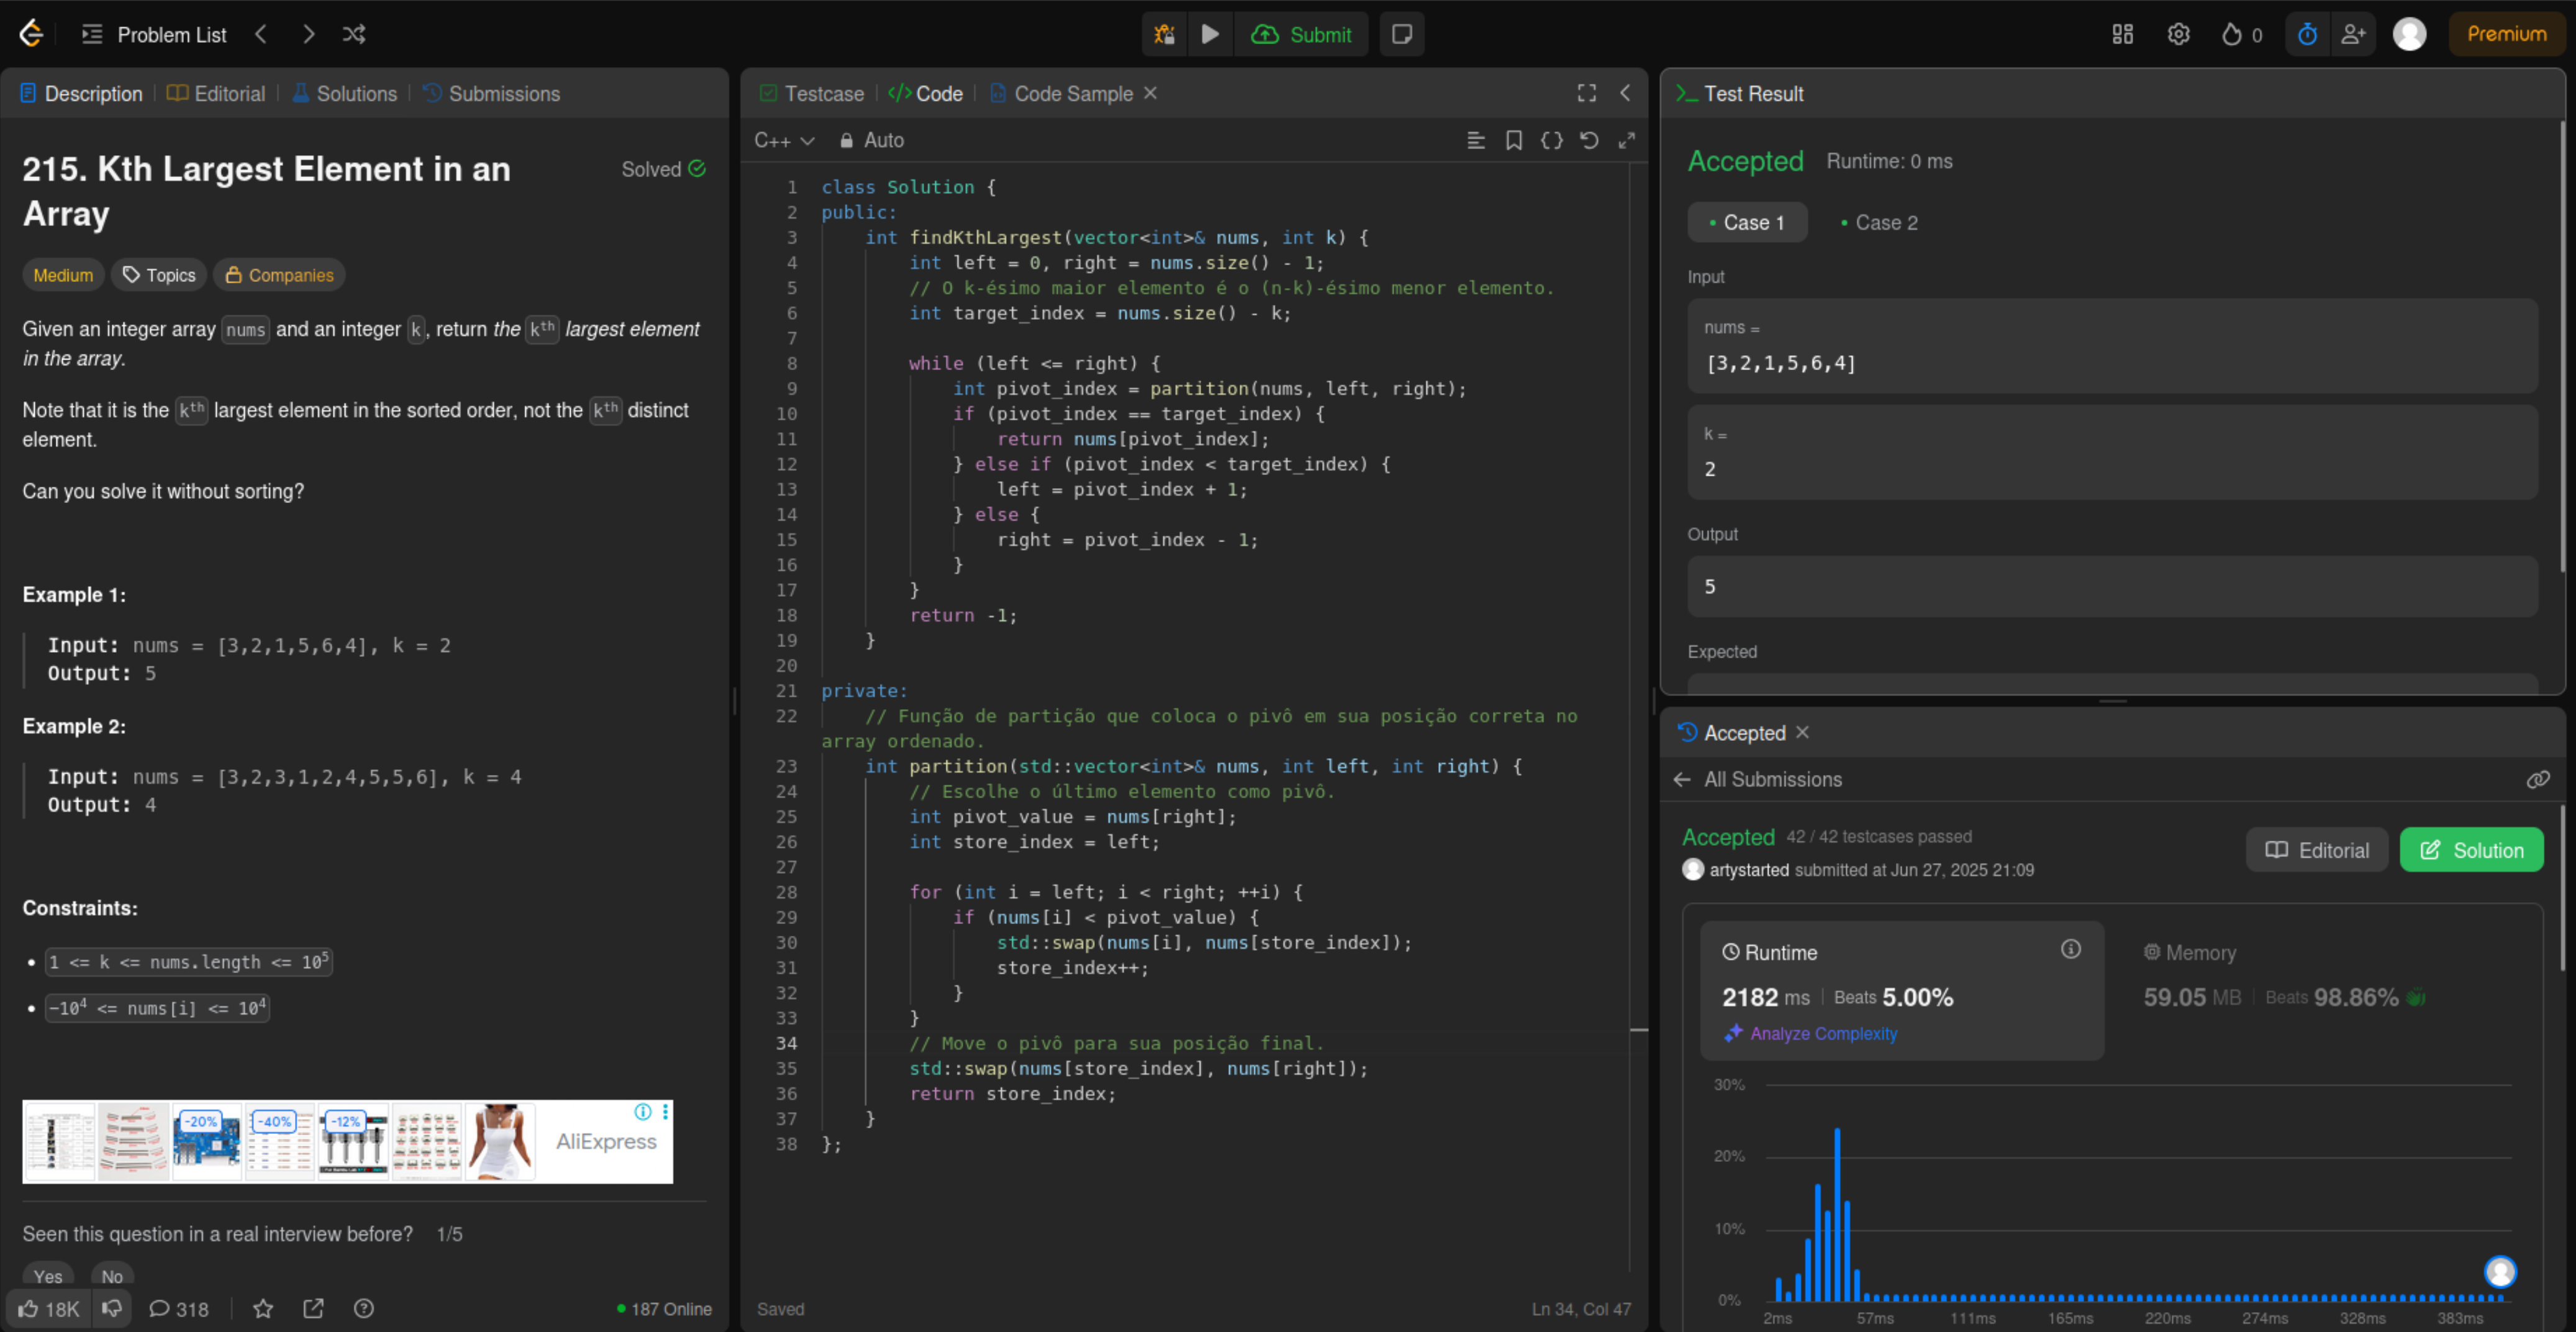 Problem List
Submit
0
Premium
Description
Editorial
Solutions
Submissions
215. Kth Largest Element in an
Array
Solved
Medium
Topics
Companies
Given an integer array nums and an integer k, return the kth largest element
in the array.
Note that it is the kth largest element in the sorted order, not the kth distinct
element.
Can you solve it without sorting?
Example 1:
Input: nums = [3,2,1,5,6,4], k = 2
Output: 5
Example 2:
Input: nums = [3,2,3,1,2,4,5,5,6], k = 4
Output: 4
Constraints:
1 <= k <= nums.length <= 10^5
-10^4 <= nums[i] <= 10^4
-20%
-40%
-12%
AliExpress
Seen this question in a real interview before? 1/5
Yes
No
18K
318
187 Online
Testcase
</> Code
Code Sample
C++
Auto
1 class Solution {
2 public:
3     int findKthLargest(vector<int>& nums, int k) {
4         int left = 0, right = nums.size() - 1;
5         // O k-ésimo maior elemento é o (n-k)-ésimo menor elemento.
6         int target_index = nums.size() - k;
7
8         while (left <= right) {
9             int pivot_index = partition(nums, left, right);
10             if (pivot_index == target_index) {
11                 return nums[pivot_index];
12             } else if (pivot_index < target_index) {
13                 left = pivot_index + 1;
14             } else {
15                 right = pivot_index - 1;
16             }
17         }
18         return -1;
19     }
20
21 private:
22     // Função de partição que coloca o pivô em sua posição correta no
array ordenado.
23     int partition(std::vector<int>& nums, int left, int right) {
24         // Escolhe o último elemento como pivô.
25         int pivot_value = nums[right];
26         int store_index = left;
27
28         for (int i = left; i < right; ++i) {
29             if (nums[i] < pivot_value) {
30                 std::swap(nums[i], nums[store_index]);
31                 store_index++;
32             }
33         }
34         // Move o pivô para sua posição final.
35         std::swap(nums[store_index], nums[right]);
36         return store_index;
37     }
38 };
Saved
Ln 34, Col 47
Test Result
Accepted
Runtime: 0 ms
Case 1
Case 2
Input
nums =
[3,2,1,5,6,4]
k =
2
Output
5
Expected
Accepted
All Submissions
Accepted 42 / 42 testcases passed
artystarted submitted at Jun 27, 2025 21:09
Editorial
Solution
Runtime
2182 ms | Beats 5.00%
Analyze Complexity
Memory
59.05 MB | Beats 98.86%
30%
20%
10%
0%
2ms
57ms
111ms
165ms
220ms
274ms
328ms
383ms